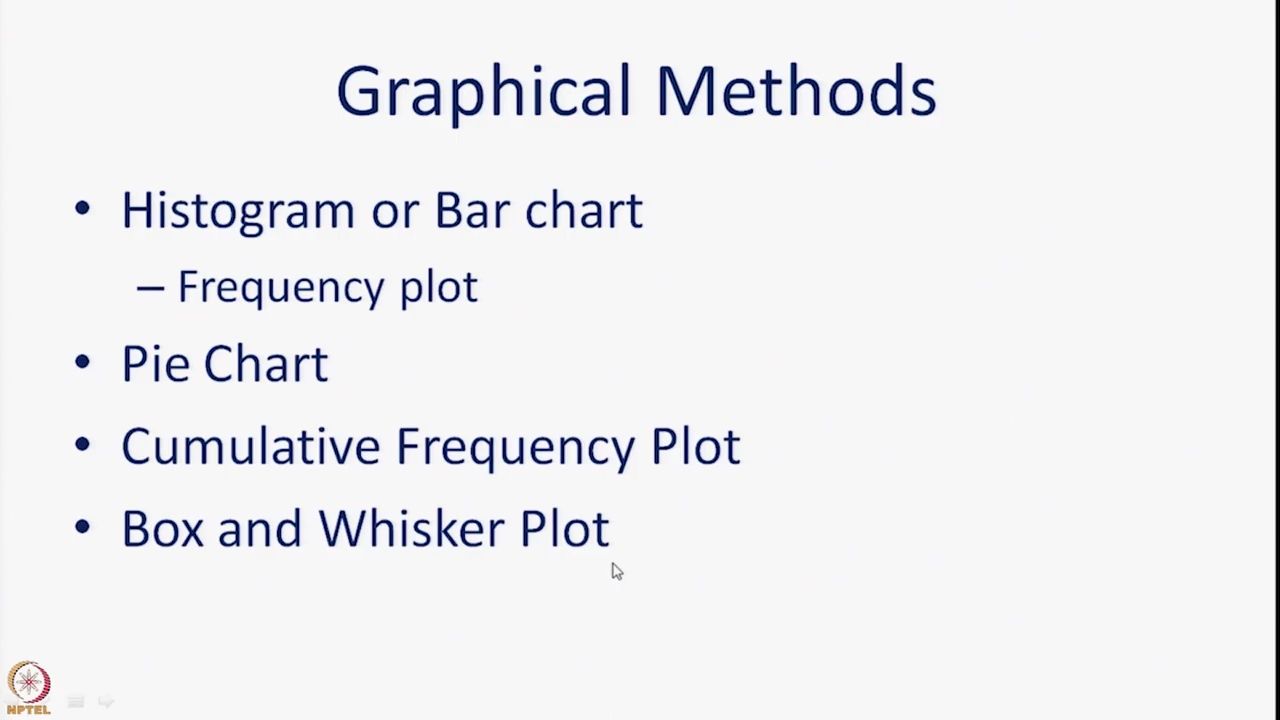 Graphical Methods
• Histogram or Bar chart
– Frequency plot
• Pie Chart
• Cumulative Frequency Plot
• Box and Whisker Plot
NPTEL